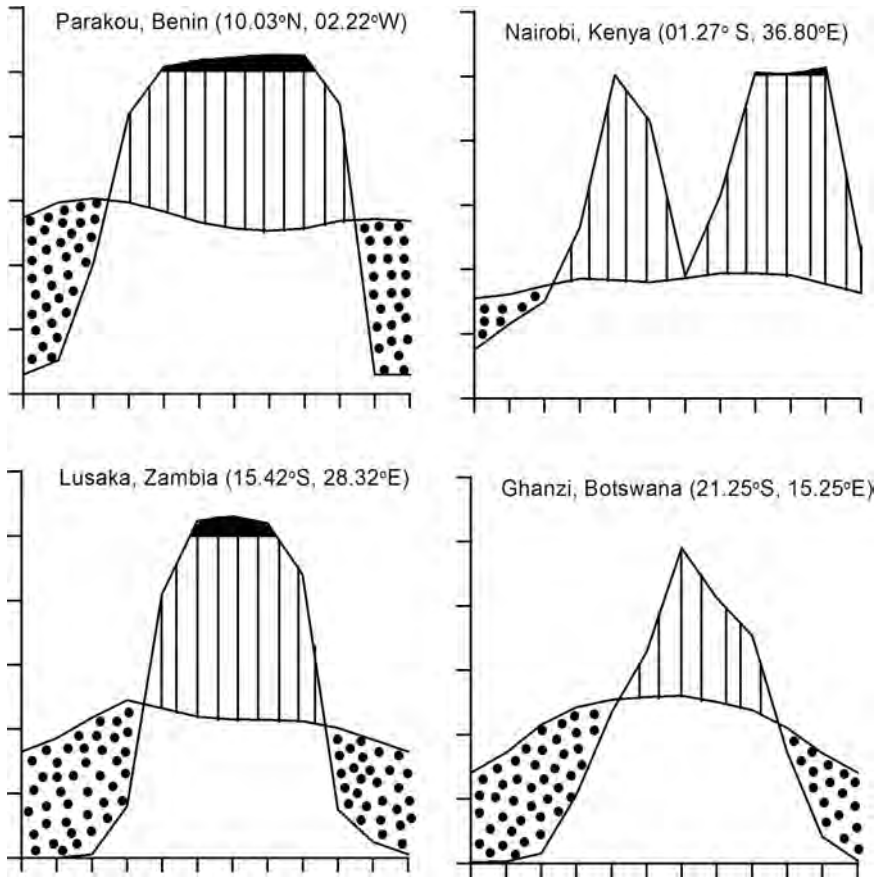 Parakou, Benin (10.03°N, 02.22°W)
Nairobi, Kenya (01.27° S, 36.80°E)
Lusaka, Zambia (15.42°S, 28.32°E)
Ghanzi, Botswana (21.25°S, 15.25°E)